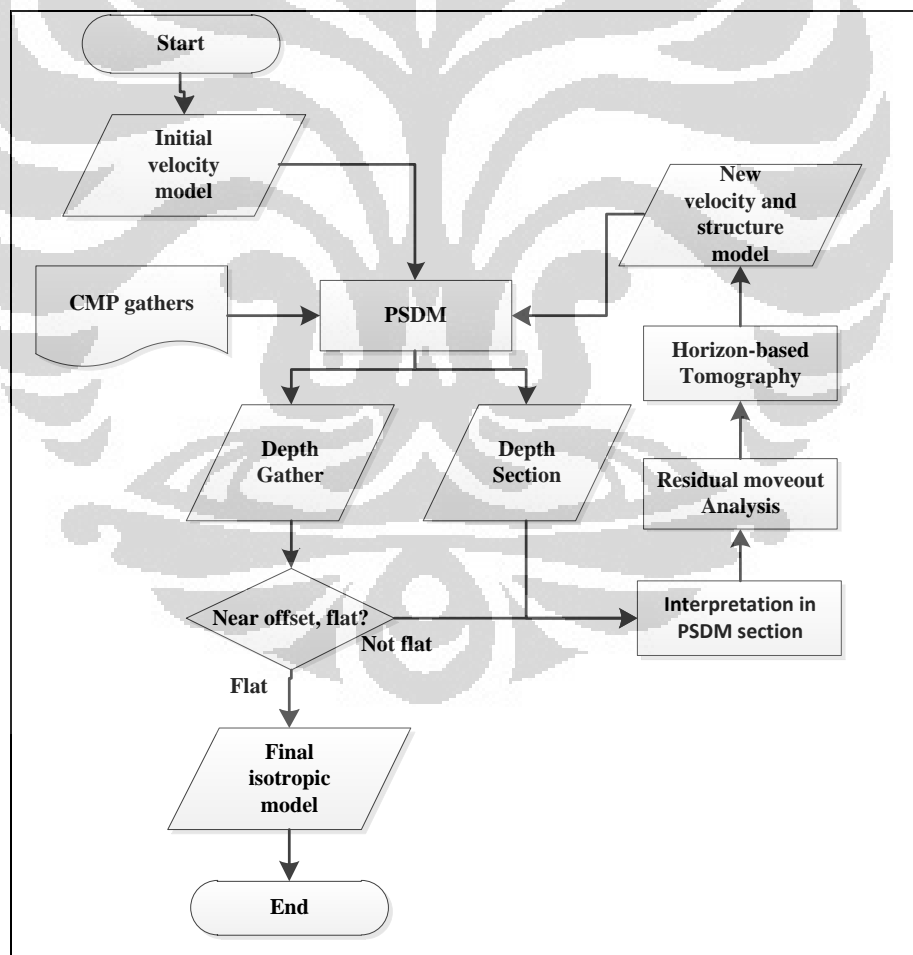 Start
Initial
velocity
model
New
velocity and
structure
model
CMP gathers
PSDM
Horizon-based
Tomography
Depth
Gather
Depth
Section
Residual moveout
Analysis
Near offset, flat?
Not flat
Interpretation in
PSDM section
Flat
Final
isotropic
model
End